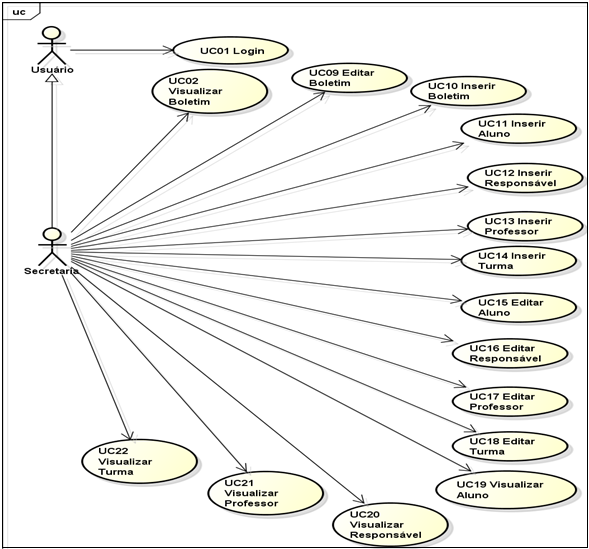 uc
UC01 Login
Usuário
UC02
Visualizar
Boletim
UC09 Editar
Boletim
UC10 Inserir
Boletim
UC11 Inserir
Aluno
UC12 Inserir
Responsável
UC13 Inserir
Professor
Secretaria
UC14 Inserir
Turma
UC15 Editar
Aluno
UC16 Editar
Responsável
UC17 Editar
Professor
UC18 Editar
Turma
UC22
Visualizar
Turma
UC21
Visualizar
Professor
UC19 Visualizar
Aluno
UC20
Visualizar
Responsável